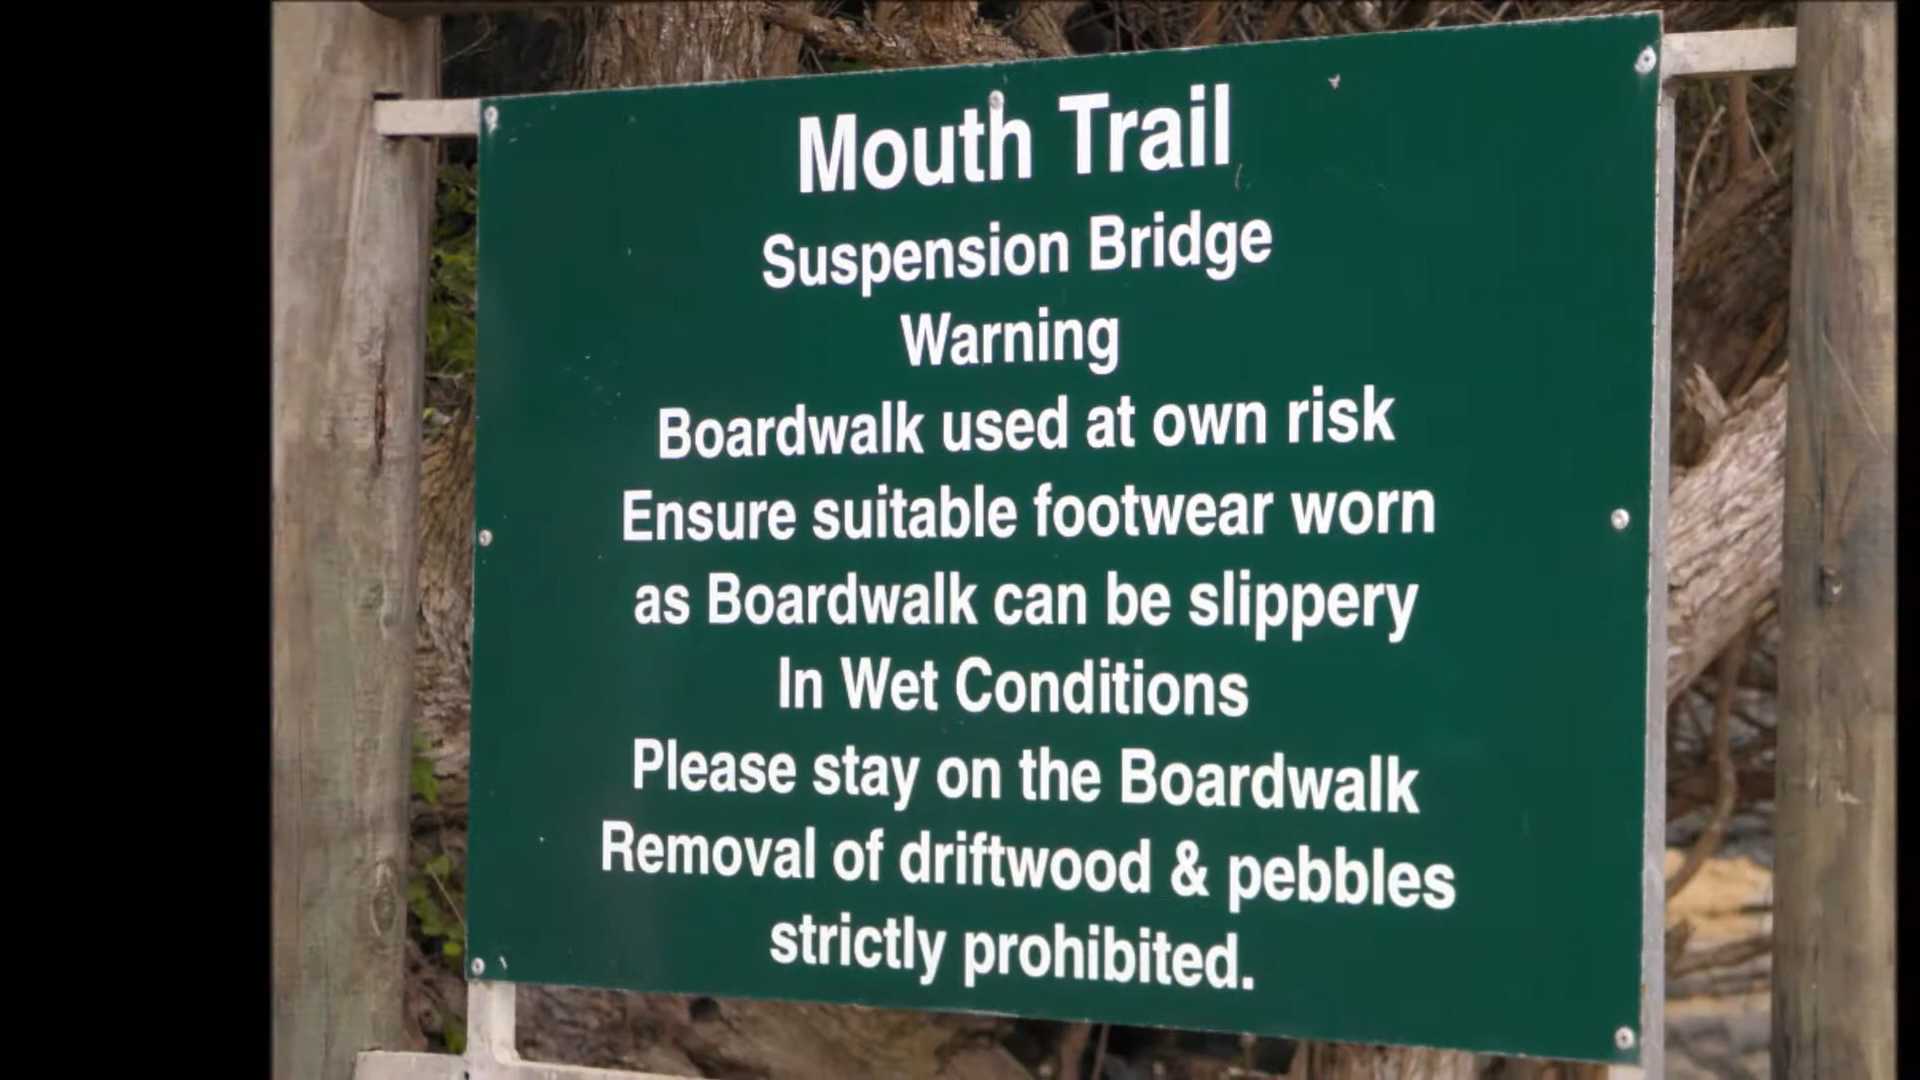 Mouth Trail
Suspension Bridge
Warning
Boardwalk used at own risk
Ensure suitable footwear worn
as Boardwalk can be slippery
In Wet Conditions
Please stay on the Boardwalk
Removal of driftwood & pebbles
strictly prohibited.